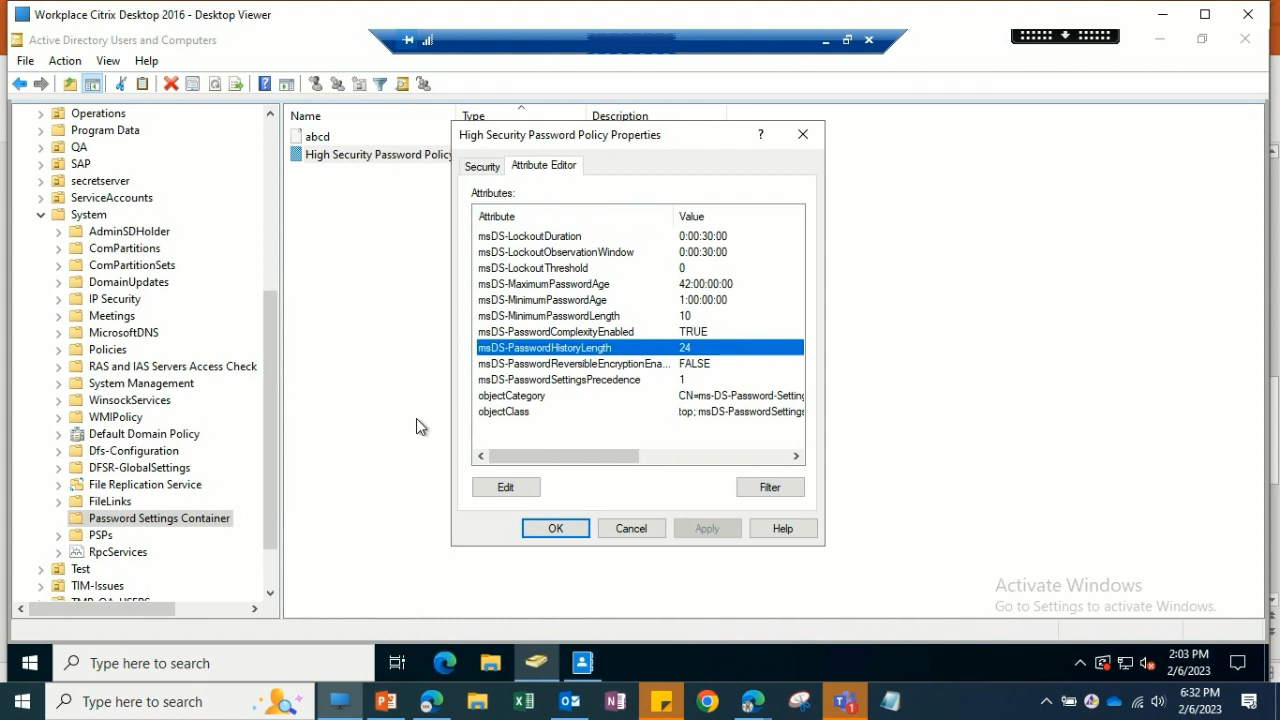 Workplace Citrix Desktop 2016 - Desktop Viewer
Active Directory Users and Computers
File Action View Help
Operations
Program Data
QA
SAP
secretserver
ServiceAccounts
System
AdminSDHolder
ComPartitions
ComPartitionSets
DomainUpdates
IP Security
Meetings
MicrosoftDNS
Policies
RAS and IAS Servers Access Check
System Management
WinsockServices
WMIPolicy
Default Domain Policy
Dfs-Configuration
DFSR-GlobalSettings
File Replication Service
FileLinks
Password Settings Container
PSPs
RpcServices
Test
TIM-Issues
Name Type Description
abcd
High Security Password Policy
High Security Password Policy Properties
Security Attribute Editor
Attributes:
Attribute Value
msDS-LockoutDuration 0:00:30:00
msDS-LockoutObservationWindow 0:00:30:00
msDS-LockoutThreshold 0
msDS-MaximumPasswordAge 42:00:00:00
msDS-MinimumPasswordAge 1:00:00:00
msDS-MinimumPasswordLength 10
msDS-PasswordComplexityEnabled TRUE
msDS-PasswordHistoryLength 24
msDS-PasswordReversibleEncryptionEna... FALSE
msDS-PasswordSettingsPrecedence 1
objectCategory CN=ms-DS-Password-Setting
objectClass top; msDS-PasswordSettings
Edit Filter
OK Cancel Apply Help
Activate Windows
Go to Settings to activate Windows.
Type here to search
2:03 PM
2/6/2023
Type here to search
6:32 PM
2/6/2023